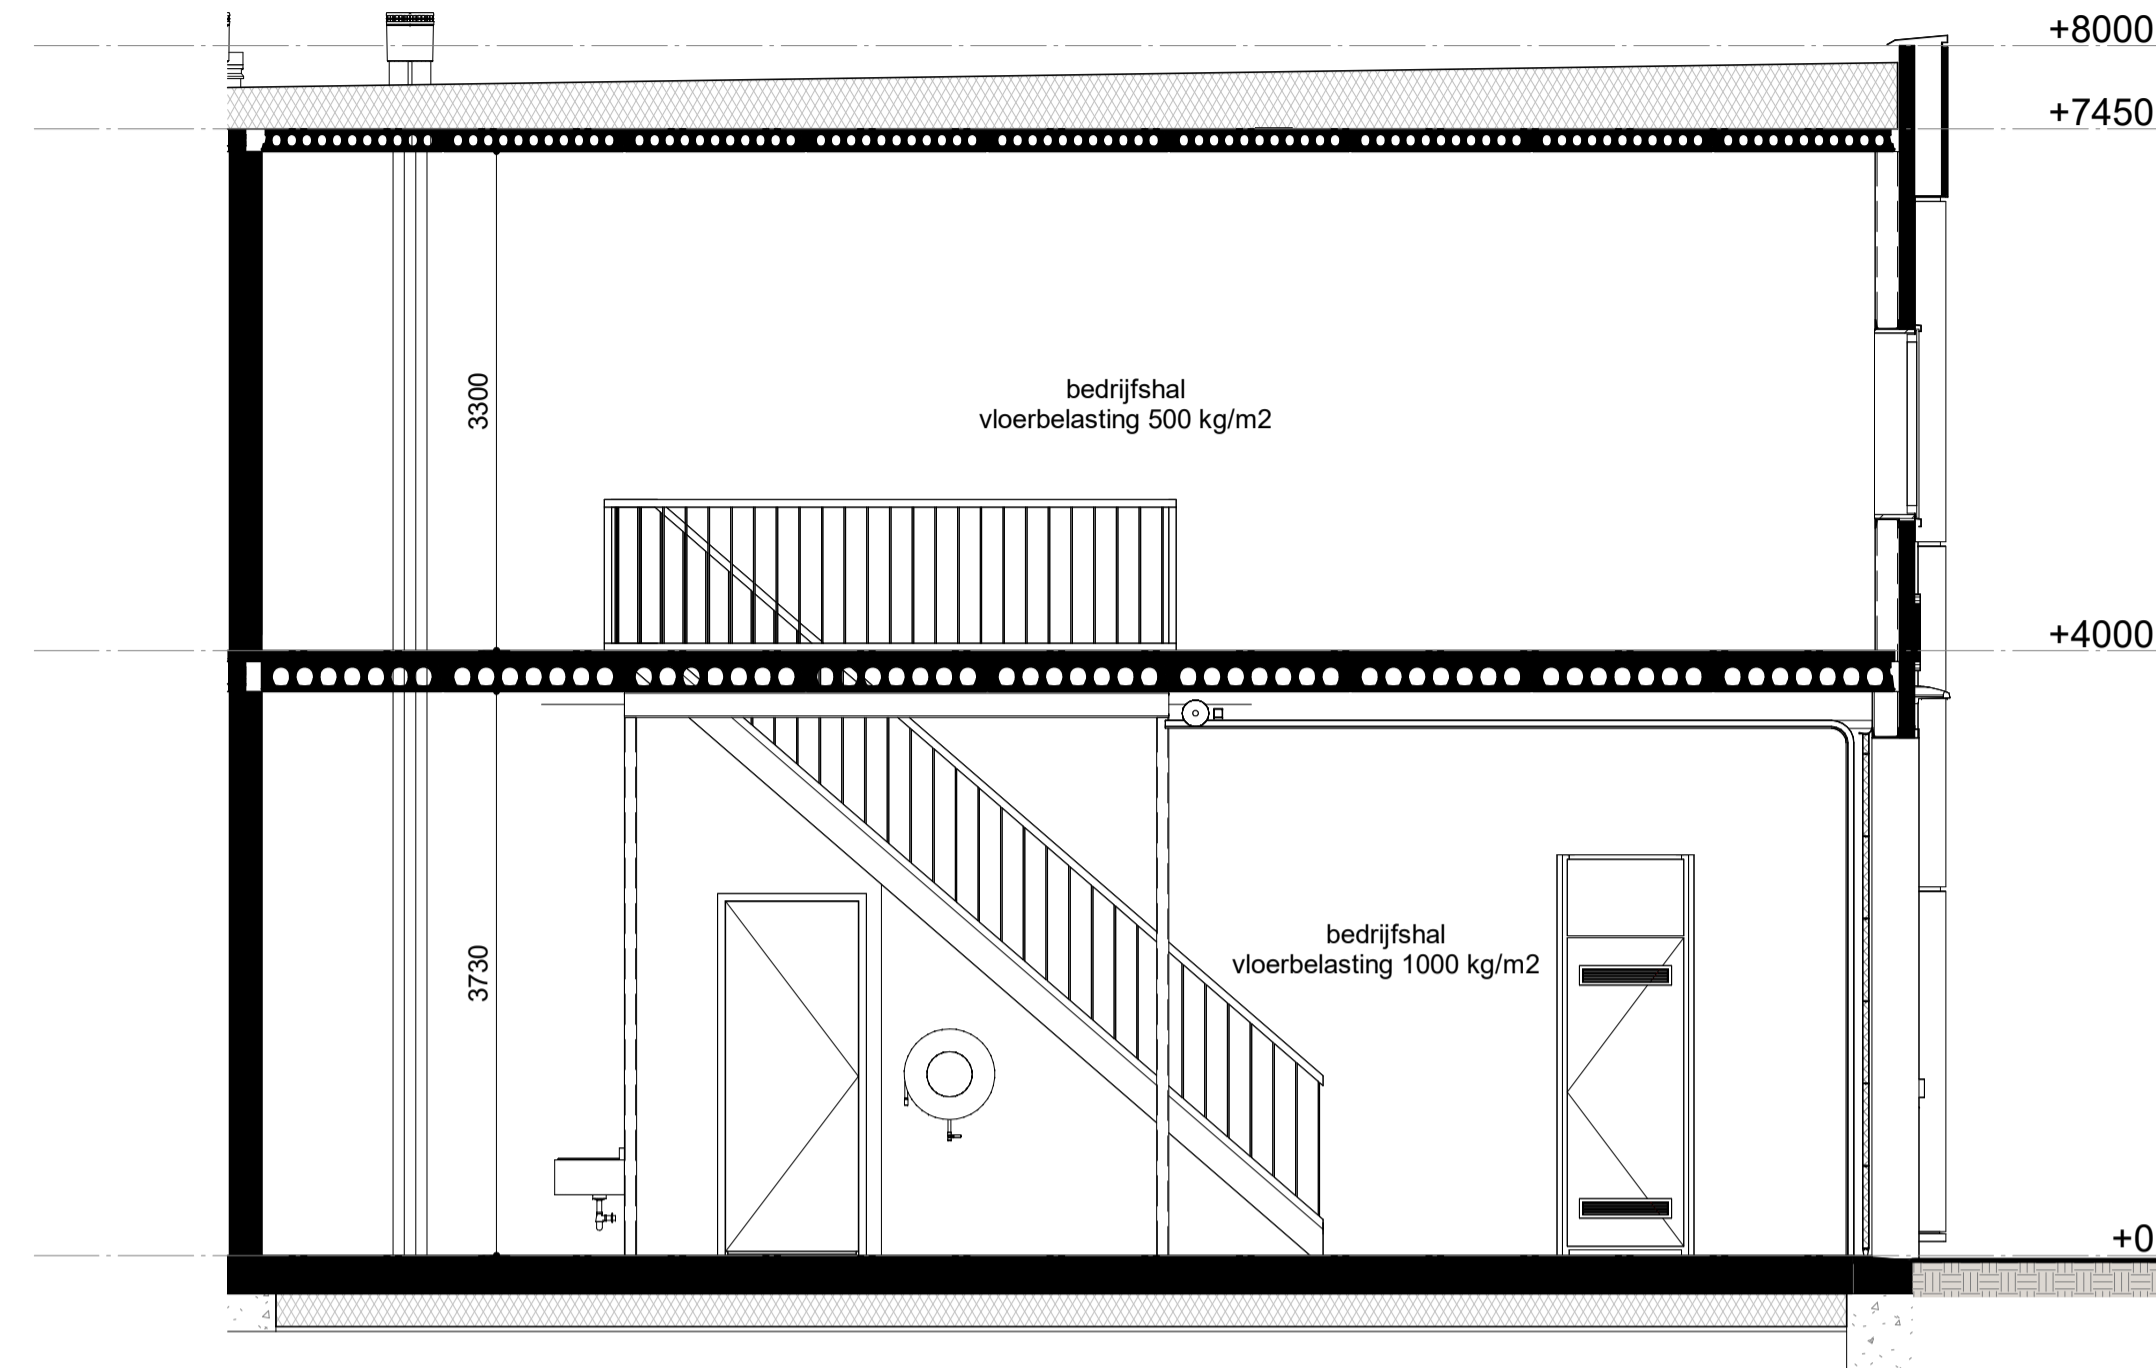 +8000
+7450
3300
bedrijfshal
vloerbelasting 500 kg/m2
+4000
3730
bedrijfshal
vloerbelasting 1000 kg/m2
+0